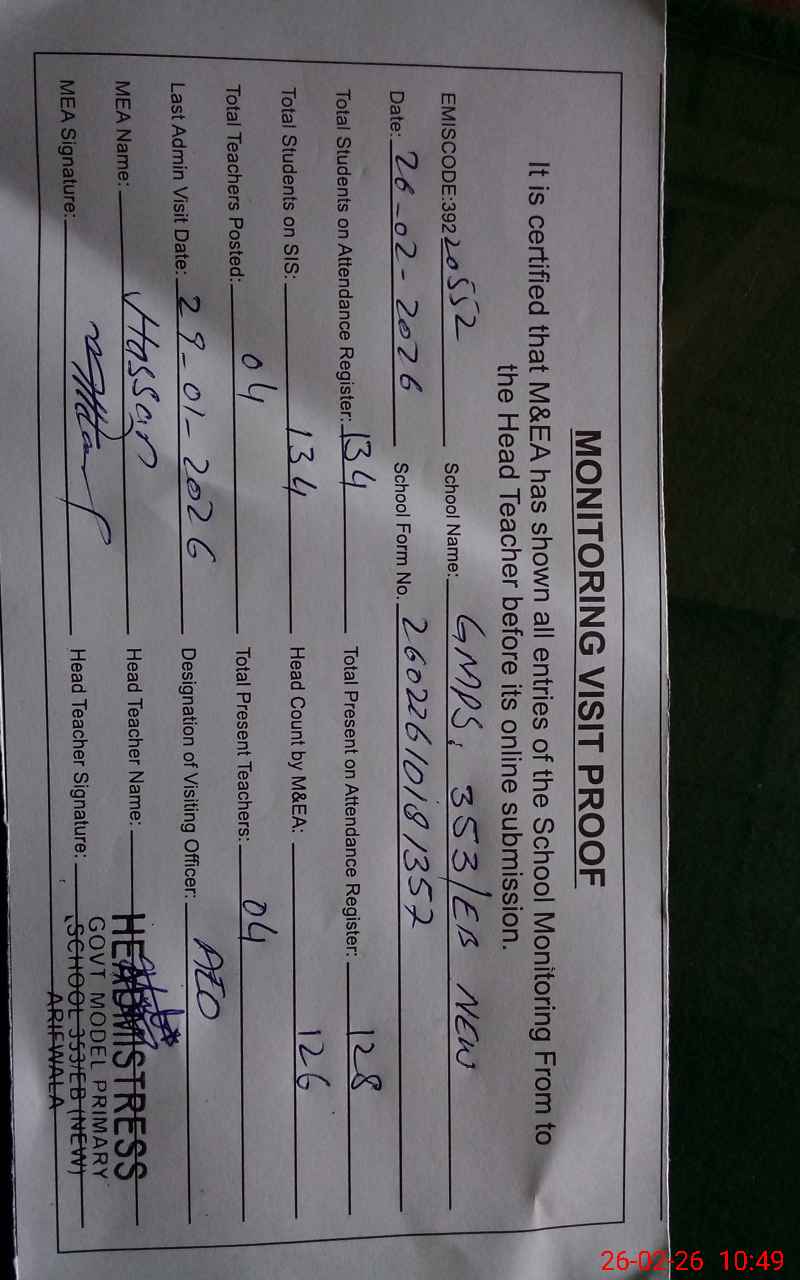 MONITORING VISIT PROOF
It is certified that M&EA has shown all entries of the School Monitoring From to
the Head Teacher before its online submission.
EMISCODE:39220552 School Name: GMPS, 353/EB NEW
Date: 26-02-2026 School Form No. 26022610181357
Total Students on Attendance Register: 134 Total Present on Attendance Register: 128
Total Students on SIS: 134 Head Count by M&EA: 126
Total Teachers Posted: 04 Total Present Teachers: 04
Last Admin Visit Date: 29-01-2026 Designation of Visiting Officer: AEO
MEA Name: Hassan Head Teacher Name:
MEA Signature: Head Teacher Signature:
HEADMISTRESS
GOVT MODEL PRIMARY
SCHOOL 353/EB (NEW)
ARIFWALA
26-02-26 10:49